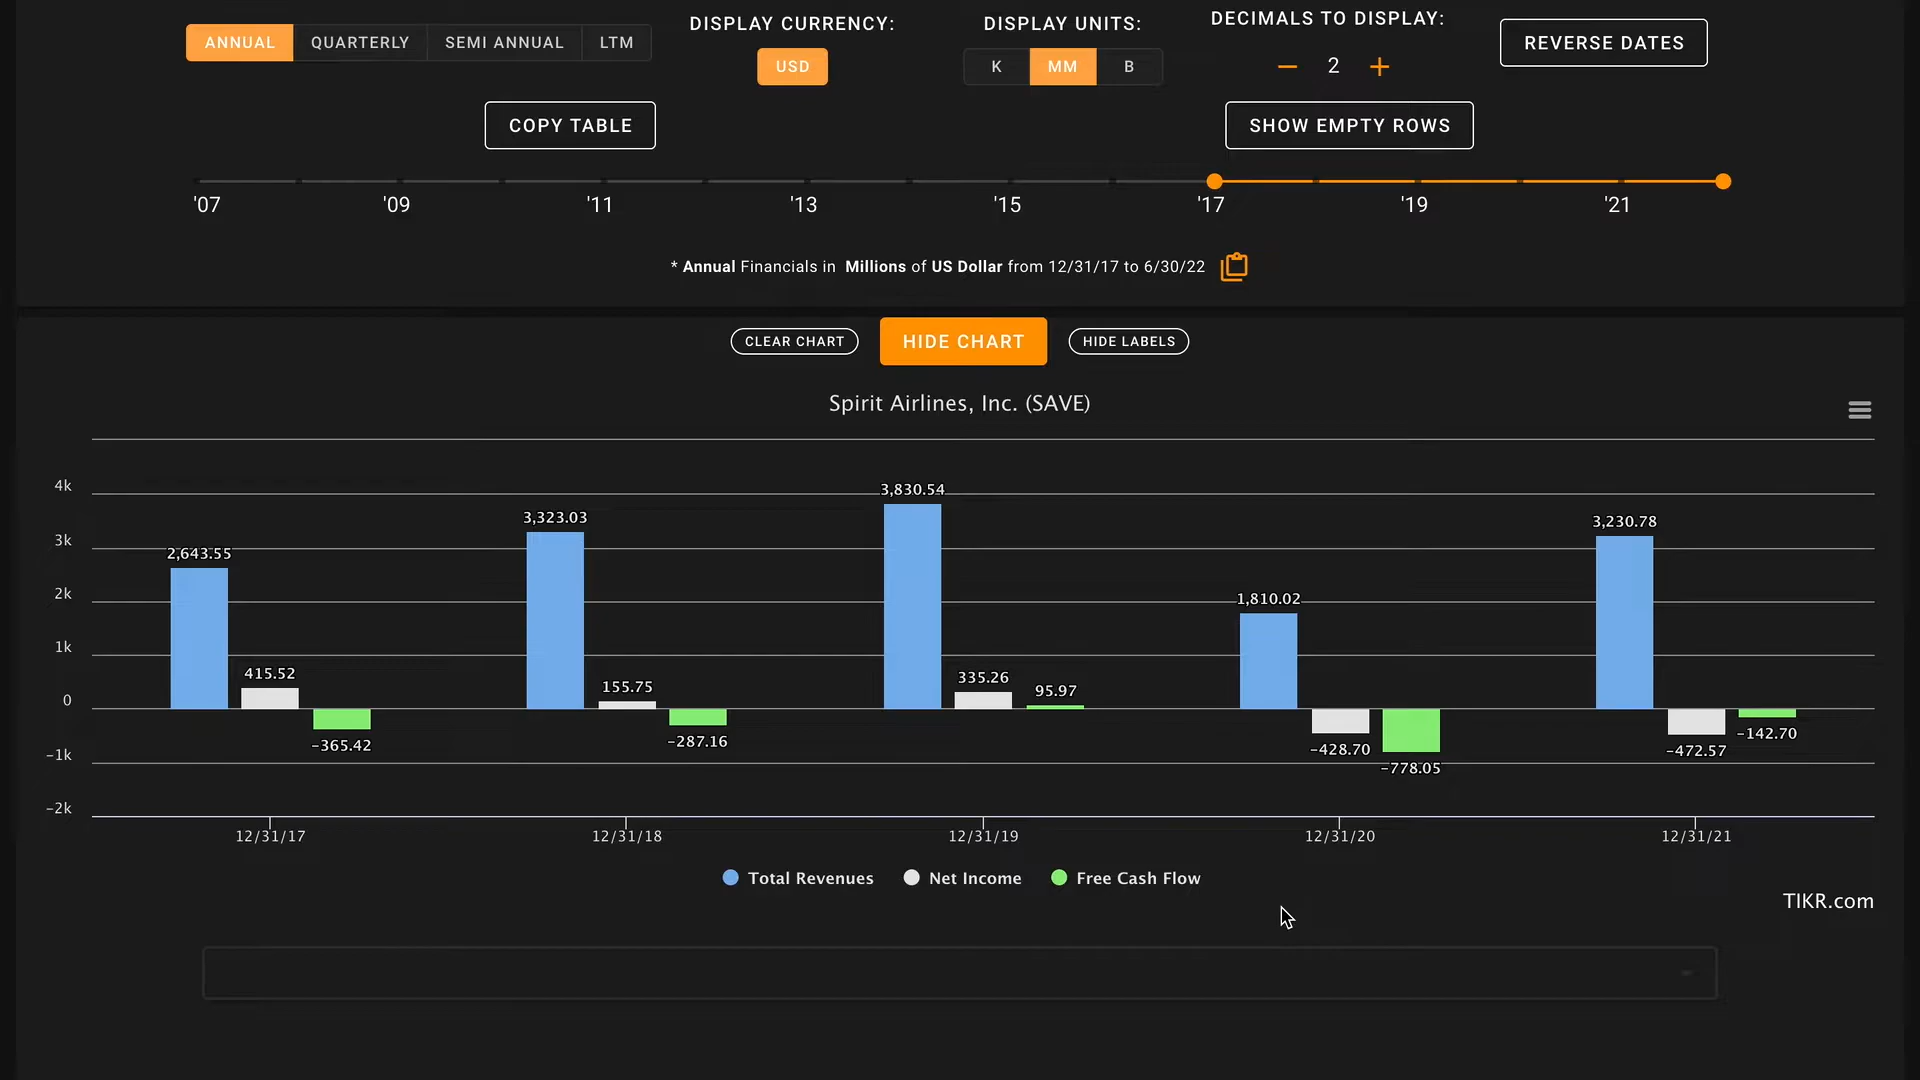 ANNUAL QUARTERLY SEMI ANNUAL LTM
DISPLAY CURRENCY:
USD
DISPLAY UNITS:
K MM B
DECIMALS TO DISPLAY:
− 2 +
REVERSE DATES
COPY TABLE
SHOW EMPTY ROWS
'07 '09 '11 '13 '15 '17 '19 '21
* Annual Financials in Millions of US Dollar from 12/31/17 to 6/30/22
CLEAR CHART
HIDE CHART
HIDE LABELS
Spirit Airlines, Inc. (SAVE)
4k
3k
2k
1k
0
−1k
−2k
2,643.55
415.52
−365.42
3,323.03
155.75
−287.16
3,830.54
335.26
95.97
1,810.02
−428.70
−778.05
3,230.78
−472.57
−142.70
12/31/17 12/31/18 12/31/19 12/31/20 12/31/21
Total Revenues Net Income Free Cash Flow
TIKR.com